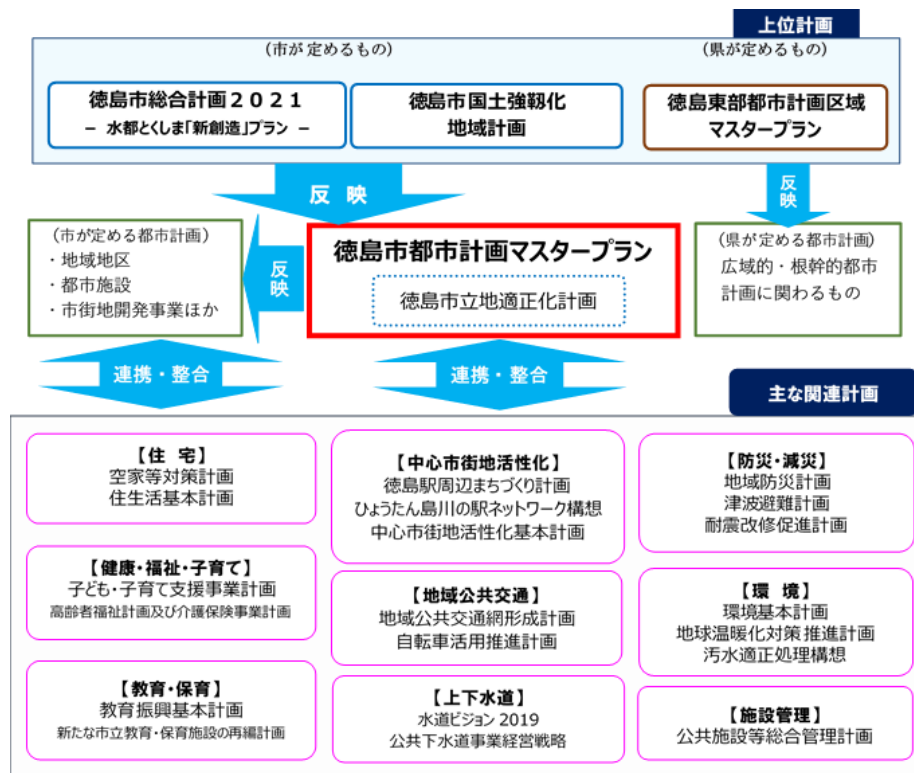 上位計画
(市が定めるもの)
(県が定めるもの)
徳島市総合計画２０２１
－ 水都とくしま「新創造」プラン －
徳島市国土強靱化
地域計画
徳島東部都市計画区域
マスタープラン
反 映
反映
(市が定める都市計画)
・地域地区
・都市施設
・市街地開発事業ほか
反映
徳島市都市計画マスタープラン
徳島市立地適正化計画
(県が定める都市計画)
広域的・根幹的都市
計画に関わるもの
連携・整合
連携・整合
主な関連計画
【住 宅】
空家等対策計画
住生活基本計画
【健康・福祉・子育て】
子ども・子育て支援事業計画
高齢者福祉計画及び介護保険事業計画
【教育・保育】
教育振興基本計画
新たな市立教育・保育施設の再編計画
【中心市街地活性化】
徳島駅周辺まちづくり計画
ひょうたん島川の駅ネットワーク構想
中心市街地活性化基本計画
【地域公共交通】
地域公共交通網形成計画
自転車活用推進計画
【上下水道】
水道ビジョン 2019
公共下水道事業経営戦略
【防災・減災】
地域防災計画
津波避難計画
耐震改修促進計画
【環 境】
環境基本計画
地球温暖化対策推進計画
汚水適正処理構想
【施設管理】
公共施設等総合管理計画